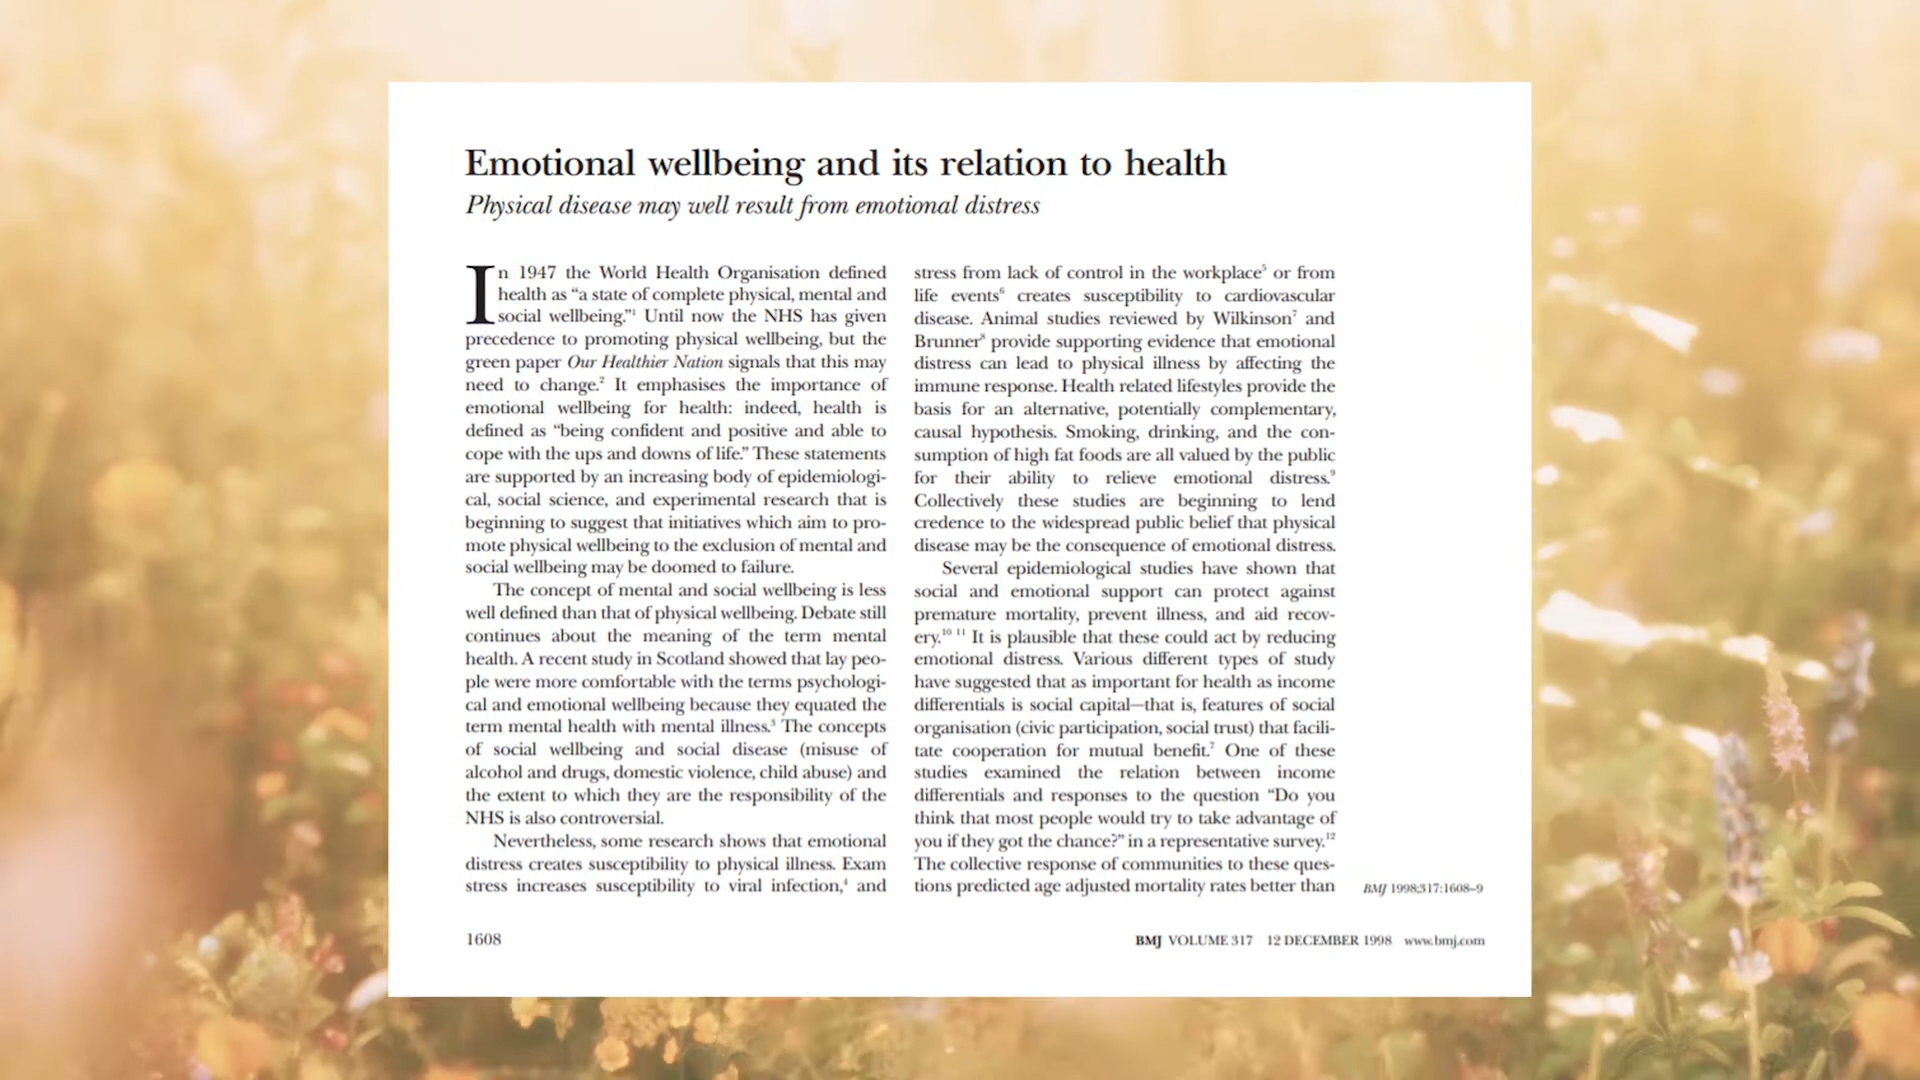 Emotional wellbeing and its relation to health
Physical disease may well result from emotional distress
In 1947 the World Health Organisation defined
health as “a state of complete physical, mental and
social wellbeing.”1 Until now the NHS has given
precedence to promoting physical wellbeing, but the
green paper Our Healthier Nation signals that this may
need to change.2 It emphasises the importance of
emotional wellbeing for health: indeed, health is
defined as “being confident and positive and able to
cope with the ups and downs of life.” These statements
are supported by an increasing body of epidemiologi-
cal, social science, and experimental research that is
beginning to suggest that initiatives which aim to pro-
mote physical wellbeing to the exclusion of mental and
social wellbeing may be doomed to failure.
The concept of mental and social wellbeing is less
well defined than that of physical wellbeing. Debate still
continues about the meaning of the term mental
health. A recent study in Scotland showed that lay peo-
ple were more comfortable with the terms psychologi-
cal and emotional wellbeing because they equated the
term mental health with mental illness.3 The concepts
of social wellbeing and social disease (misuse of
alcohol and drugs, domestic violence, child abuse) and
the extent to which they are the responsibility of the
NHS is also controversial.
Nevertheless, some research shows that emotional
distress creates susceptibility to physical illness. Exam
stress increases susceptibility to viral infection,4 and
stress from lack of control in the workplace5 or from
life events6 creates susceptibility to cardiovascular
disease. Animal studies reviewed by Wilkinson7 and
Brunner8 provide supporting evidence that emotional
distress can lead to physical illness by affecting the
immune response. Health related lifestyles provide the
basis for an alternative, potentially complementary,
causal hypothesis. Smoking, drinking, and the con-
sumption of high fat foods are all valued by the public
for their ability to relieve emotional distress.9
Collectively these studies are beginning to lend
credence to the widespread public belief that physical
disease may be the consequence of emotional distress.
Several epidemiological studies have shown that
social and emotional support can protect against
premature mortality, prevent illness, and aid recov-
ery.10 11 It is plausible that these could act by reducing
emotional distress. Various different types of study
have suggested that as important for health as income
differentials is social capital—that is, features of social
organisation (civic participation, social trust) that facili-
tate cooperation for mutual benefit.7 One of these
studies examined the relation between income
differentials and responses to the question “Do you
think that most people would try to take advantage of
you if they got the chance?” in a representative survey.12
The collective response of communities to these ques-
tions predicted age adjusted mortality rates better than
BMJ 1998;317:1608–9
1608
BMJ VOLUME 317 12 DECEMBER 1998 www.bmj.com